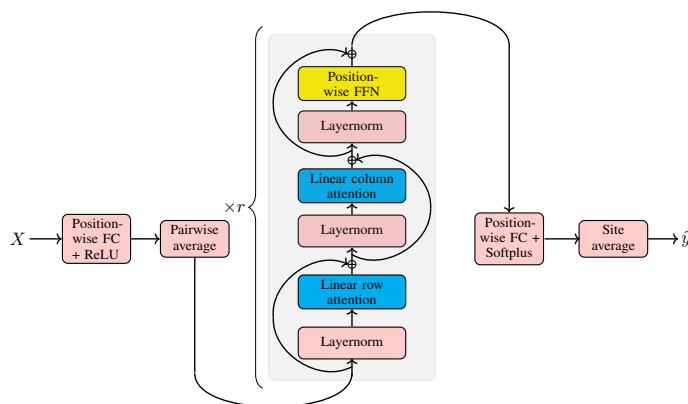 X
Position-
wise FC
+ ReLU
Pairwise
average
×r
Position-
wise FFN
Layernorm
Linear column
attention
Layernorm
Linear row
attention
Layernorm
Position-
wise FC +
Softplus
Site
average
ŷ